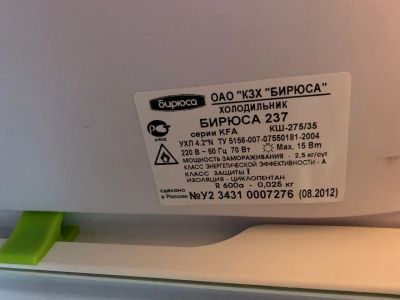 бирюса ОАО "КЗХ "БИРЮСА"
ХОЛОДИЛЬНИК
БИРЮСА 237
серии KFA КШ-275/35
УХЛ 4.2*N ТУ 5156-007-07550181-2004
220 В ~ 50 Гц 70 Вт Max. 15 Вт
МОЩНОСТЬ ЗАМОРАЖИВАНИЯ - 2,5 кг/сут
КЛАСС ЭНЕРГЕТИЧЕСКОЙ ЭФФЕКТИВНОСТИ - А
КЛАСС ЗАЩИТЫ I
ИЗОЛЯЦИЯ - ЦИКЛОПЕНТАН
R 600a - 0,025 кг
сделано
в России №У2 3431 0007276 (08.2012)